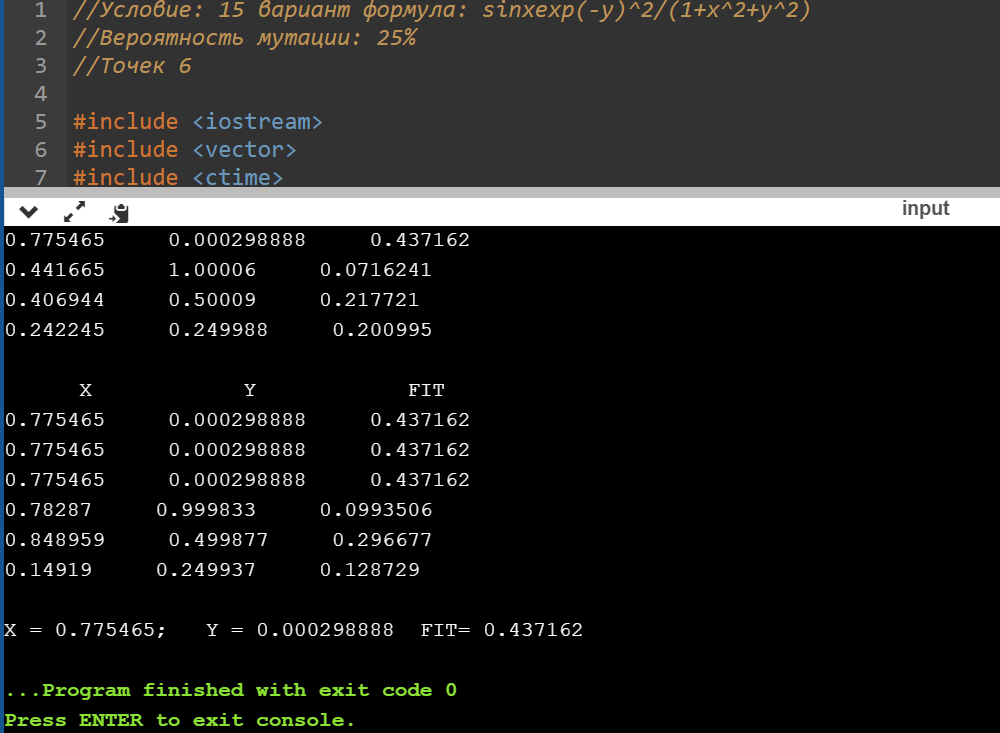 1 //Условие: 15 вариант формула: sinxexp(-y)^2/(1+x^2+y^2)
2 //Вероятность мутации: 25%
3 //Точек 6
4
5 #include <iostream>
6 #include <vector>
7 #include <ctime>
input
0.775465 0.000298888 0.437162
0.441665 1.00006 0.0716241
0.406944 0.50009 0.217721
0.242245 0.249988 0.200995
X Y FIT
0.775465 0.000298888 0.437162
0.775465 0.000298888 0.437162
0.775465 0.000298888 0.437162
0.78287 0.999833 0.0993506
0.848959 0.499877 0.296677
0.14919 0.249937 0.128729
X = 0.775465; Y = 0.000298888 FIT= 0.437162
...Program finished with exit code 0
Press ENTER to exit console.